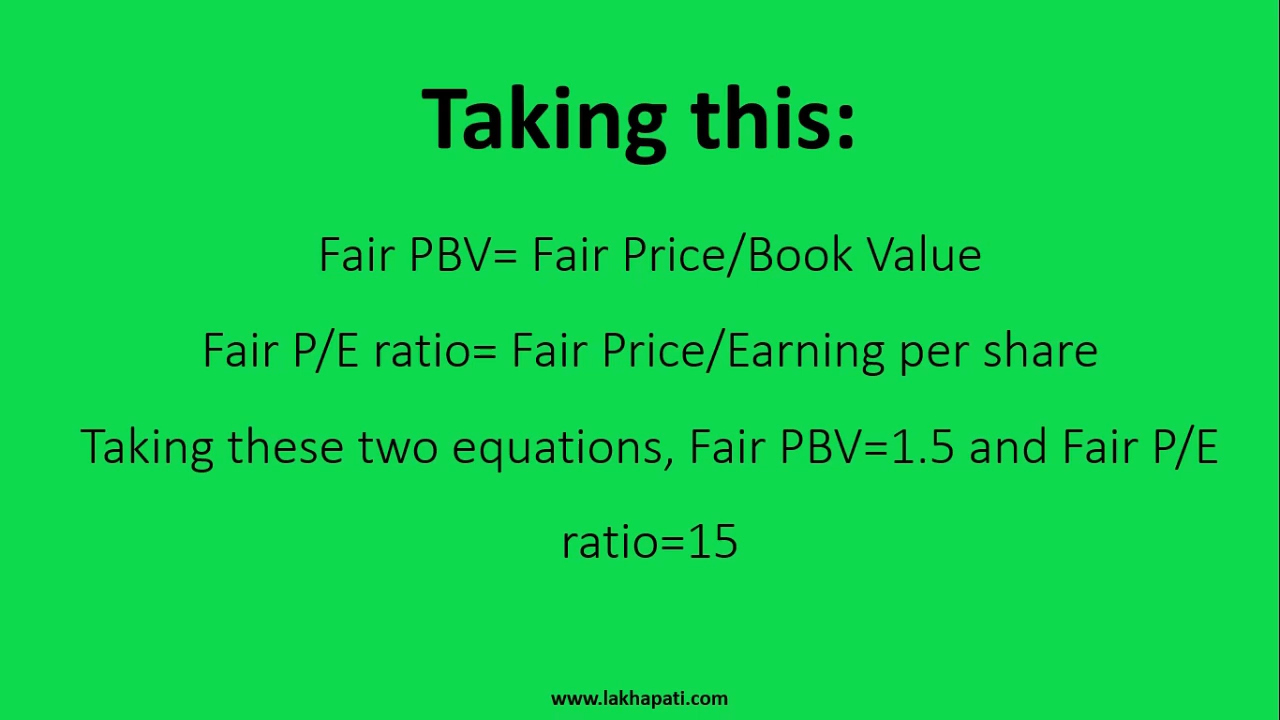 Taking this:
Fair PBV= Fair Price/Book Value
Fair P/E ratio= Fair Price/Earning per share
Taking these two equations, Fair PBV=1.5 and Fair P/E
ratio=15
www.lakhapati.com